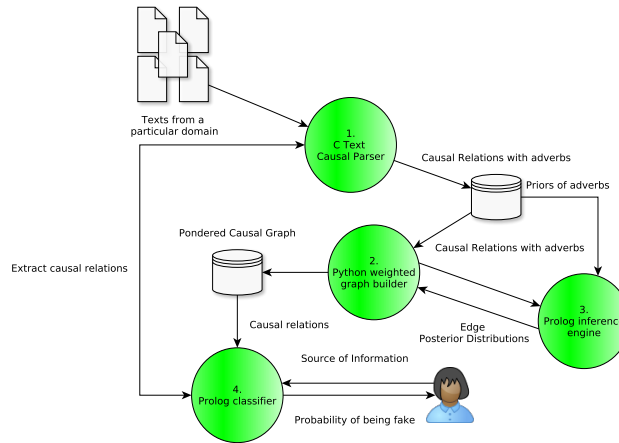 Texts from a
particular domain
1.
C Text
Causal Parser
Causal Relations with adverbs
Priors of adverbs
Pondered Causal Graph
2.
Python weighted
graph builder
Causal Relations with adverbs
Extract causal relations
3.
Prolog inference
engine
Edge
Posterior Distributions
Causal relations
Source of Information
4.
Prolog classifier
Probability of being fake